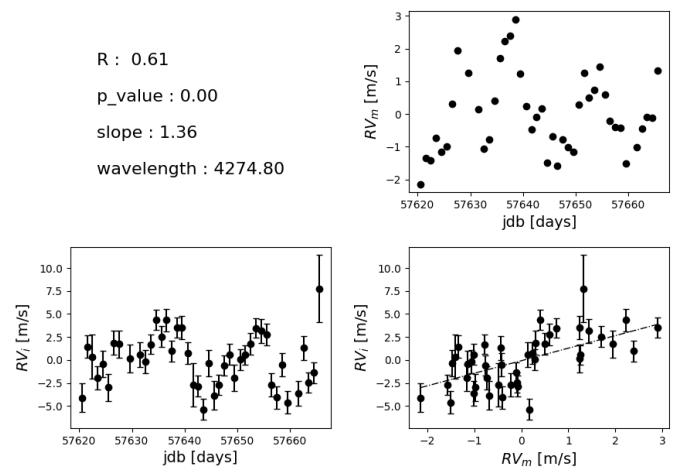 R : 0.61
p_value : 0.00
slope : 1.36
wavelength : 4274.80
3
2
1
0
−1
−2
RV_m [m/s]
57620 57630 57640 57650 57660
jdb [days]
10.0
7.5
5.0
2.5
0.0
−2.5
−5.0
RV_i [m/s]
57620 57630 57640 57650 57660
jdb [days]
10.0
7.5
5.0
2.5
0.0
−2.5
−5.0
RV_i [m/s]
−2 −1 0 1 2 3
RV_m [m/s]